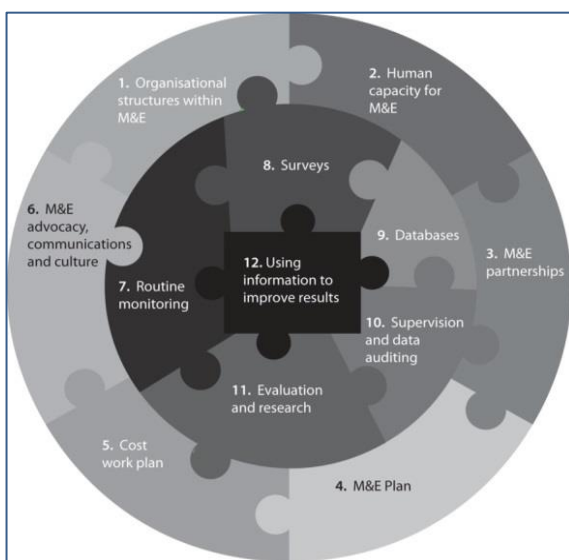 1. Organisational
structures within
M&E
2. Human
capacity for
M&E
3. M&E
partnerships
4. M&E Plan
5. Cost
work plan
6. M&E
advocacy,
communications
and culture
7. Routine
monitoring
8. Surveys
9. Databases
10. Supervision
and data
auditing
11. Evaluation
and research
12. Using
information to
improve results